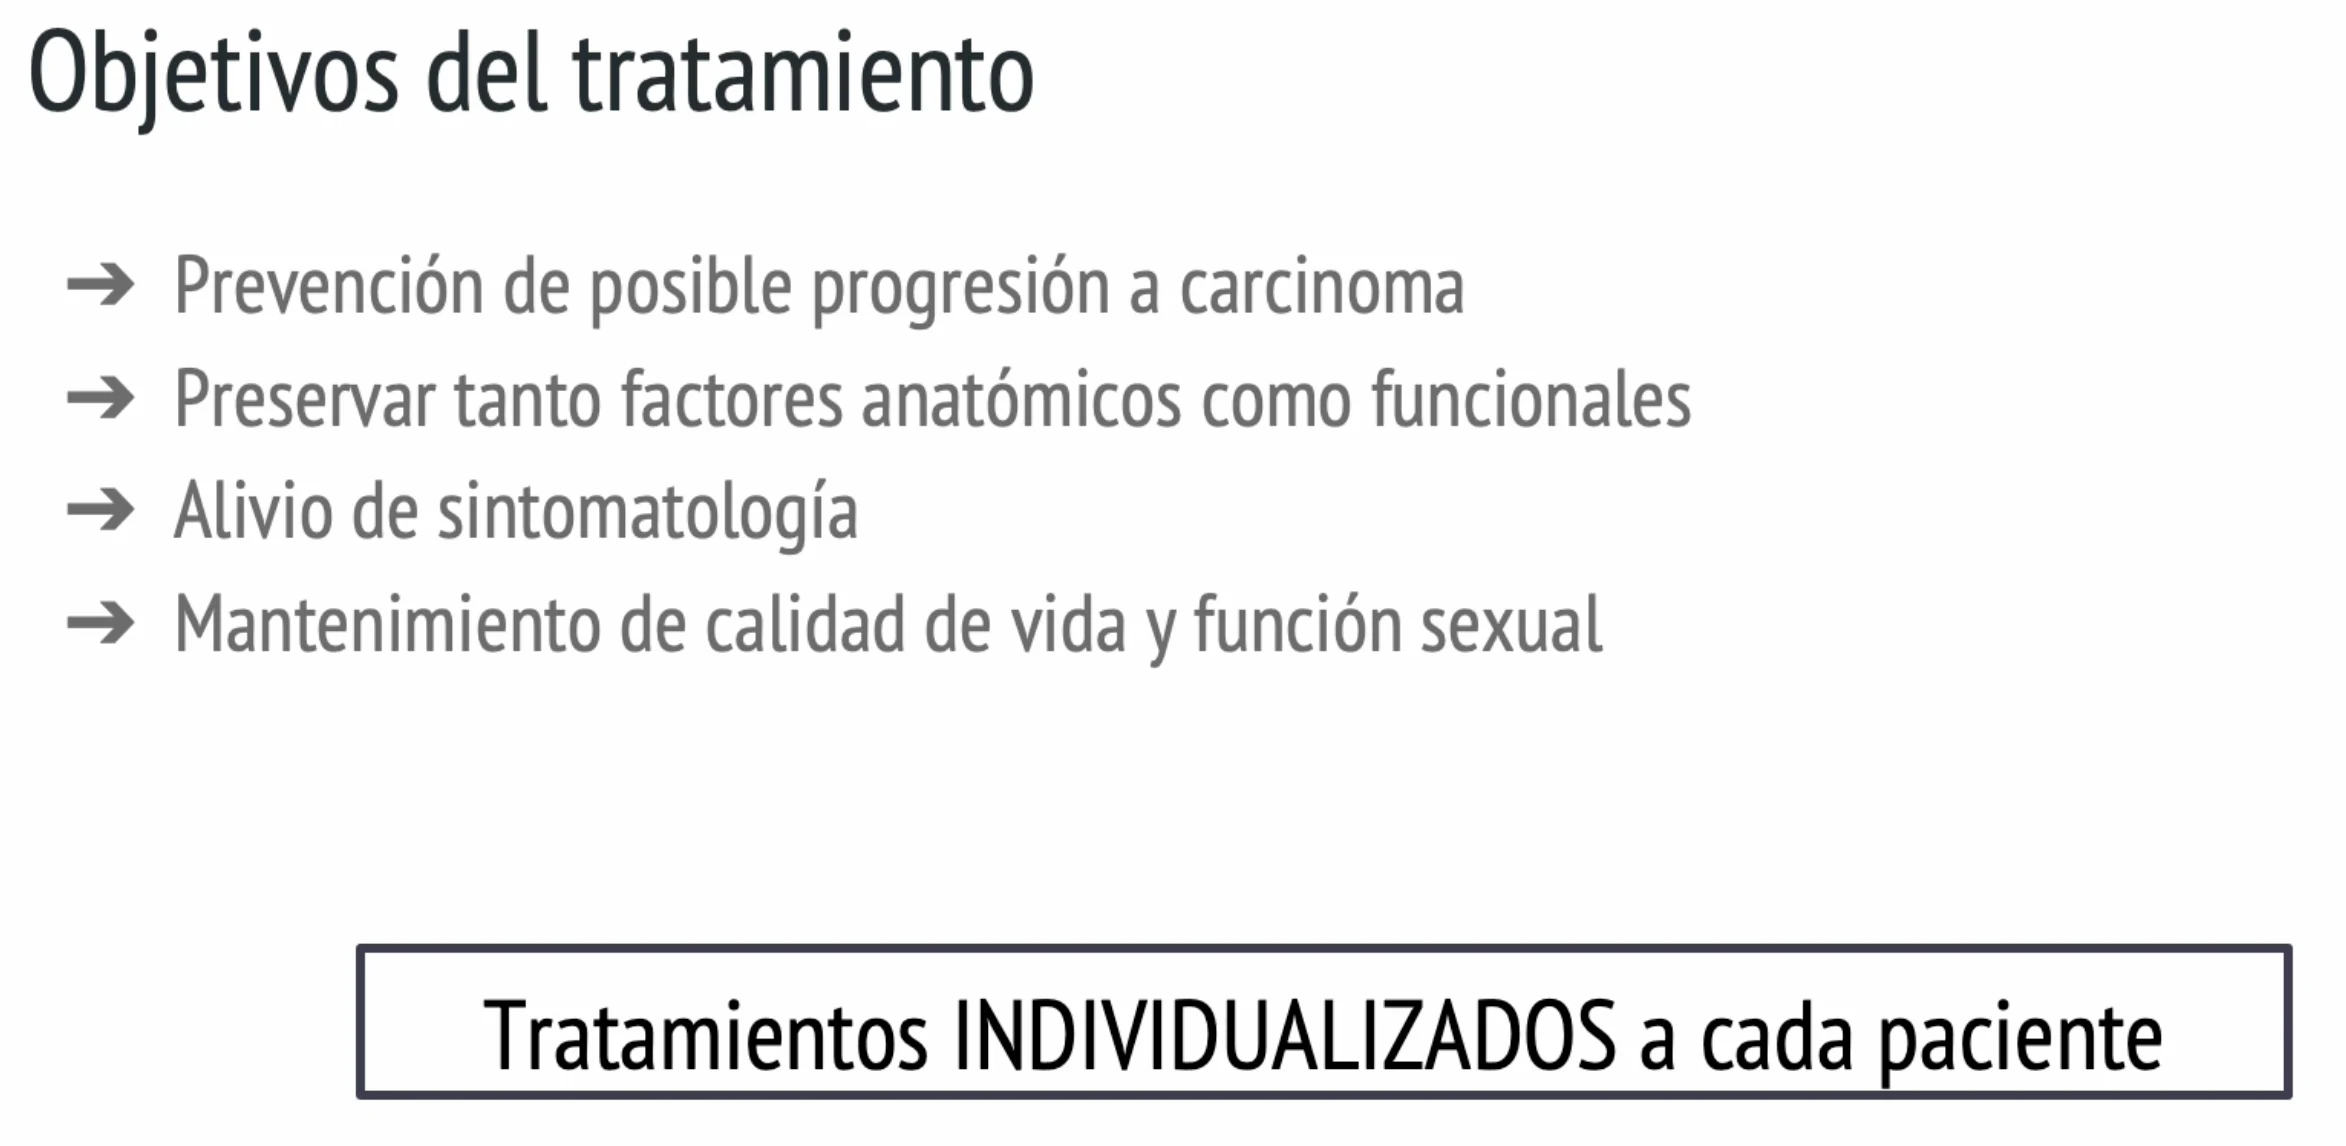 Objetivos del tratamiento
➔ Prevención de posible progresión a carcinoma
➔ Preservar tanto factores anatómicos como funcionales
➔ Alivio de sintomatología
➔ Mantenimiento de calidad de vida y función sexual
Tratamientos INDIVIDUALIZADOS a cada paciente